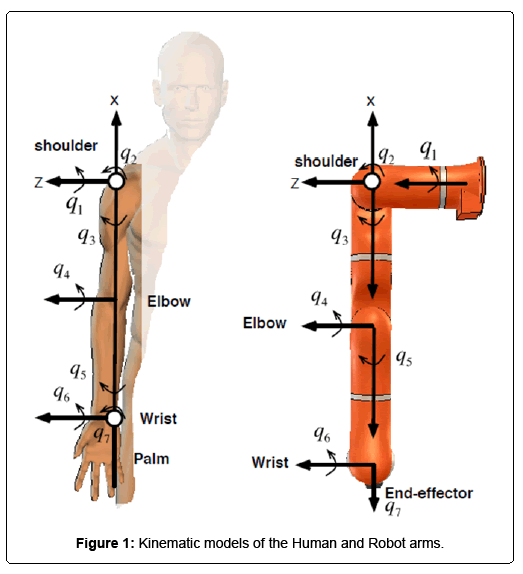 X
shoulder
q2
Z
q1
q3
q4
Elbow
q5
q6
Wrist
q7
Palm
X
shoulder
q2
q1
Z
q3
q4
Elbow
q5
q6
Wrist
End-effector
q7
Figure 1: Kinematic models of the Human and Robot arms.